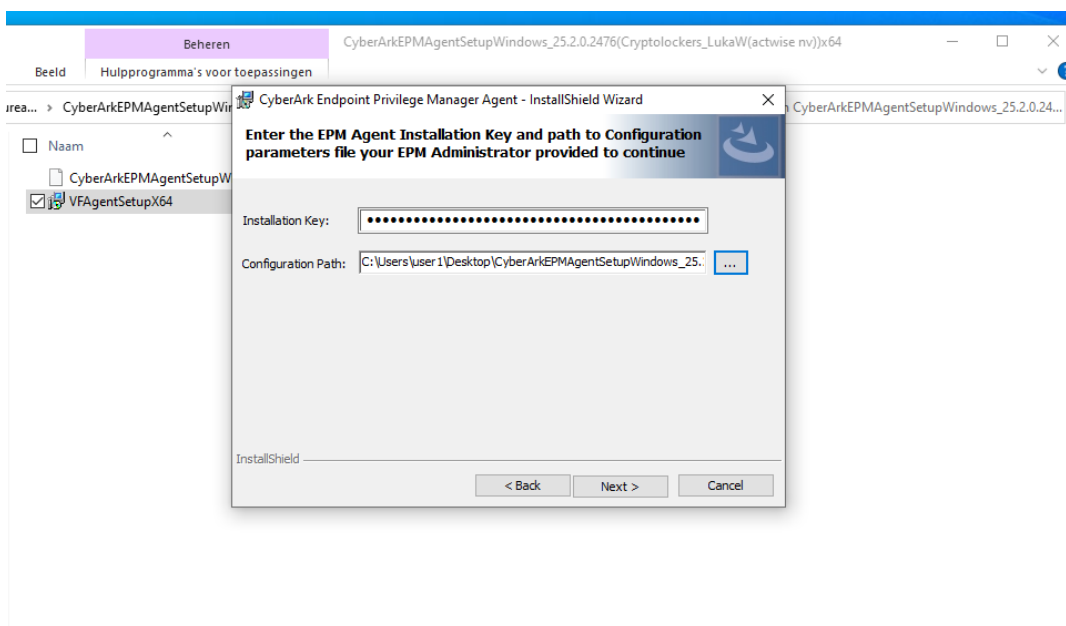 Beheren
CyberArkEPMAgentSetupWindows_25.2.0.2476(Cryptolockers_LukaW(actwise nv))x64
Beeld
Hulpprogramma's voor toepassingen
urea... > CyberArkEPMAgentSetupWir
CyberArkEPMAgentSetupWindows_25.2.0.24...
Naam
CyberArkEPMAgentSetupW
VFAgentSetupX64
CyberArk Endpoint Privilege Manager Agent - InstallShield Wizard
Enter the EPM Agent Installation Key and path to Configuration
parameters file your EPM Administrator provided to continue
Installation Key:
Configuration Path: C:\Users\user1\Desktop\CyberArkEPMAgentSetupWindows_25. ...
InstallShield
< Back Next > Cancel